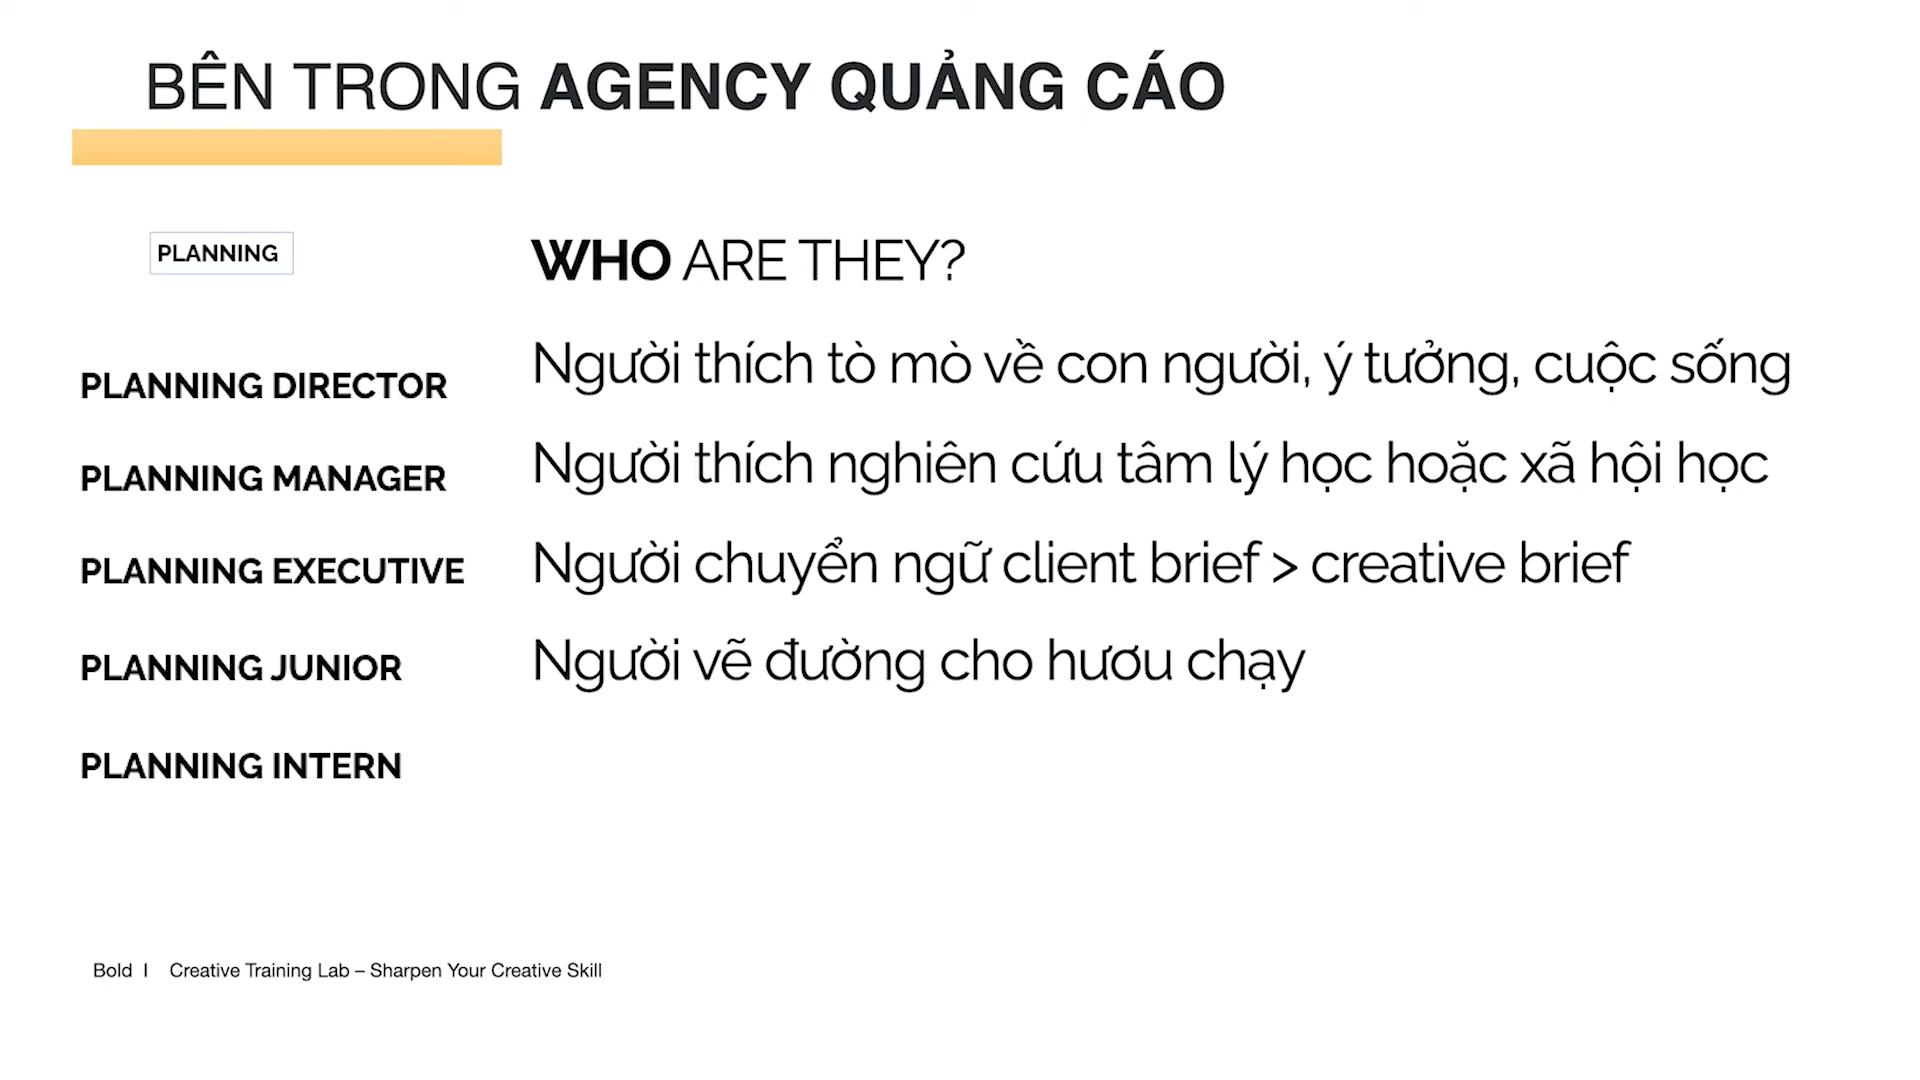 BÊN TRONG AGENCY QUẢNG CÁO
PLANNING
PLANNING DIRECTOR
PLANNING MANAGER
PLANNING EXECUTIVE
PLANNING JUNIOR
PLANNING INTERN
WHO ARE THEY?
Người thích tò mò về con người, ý tưởng, cuộc sống
Người thích nghiên cứu tâm lý học hoặc xã hội học
Người chuyển ngữ client brief > creative brief
Người vẽ đường cho hươu chạy
Bold I Creative Training Lab – Sharpen Your Creative Skill